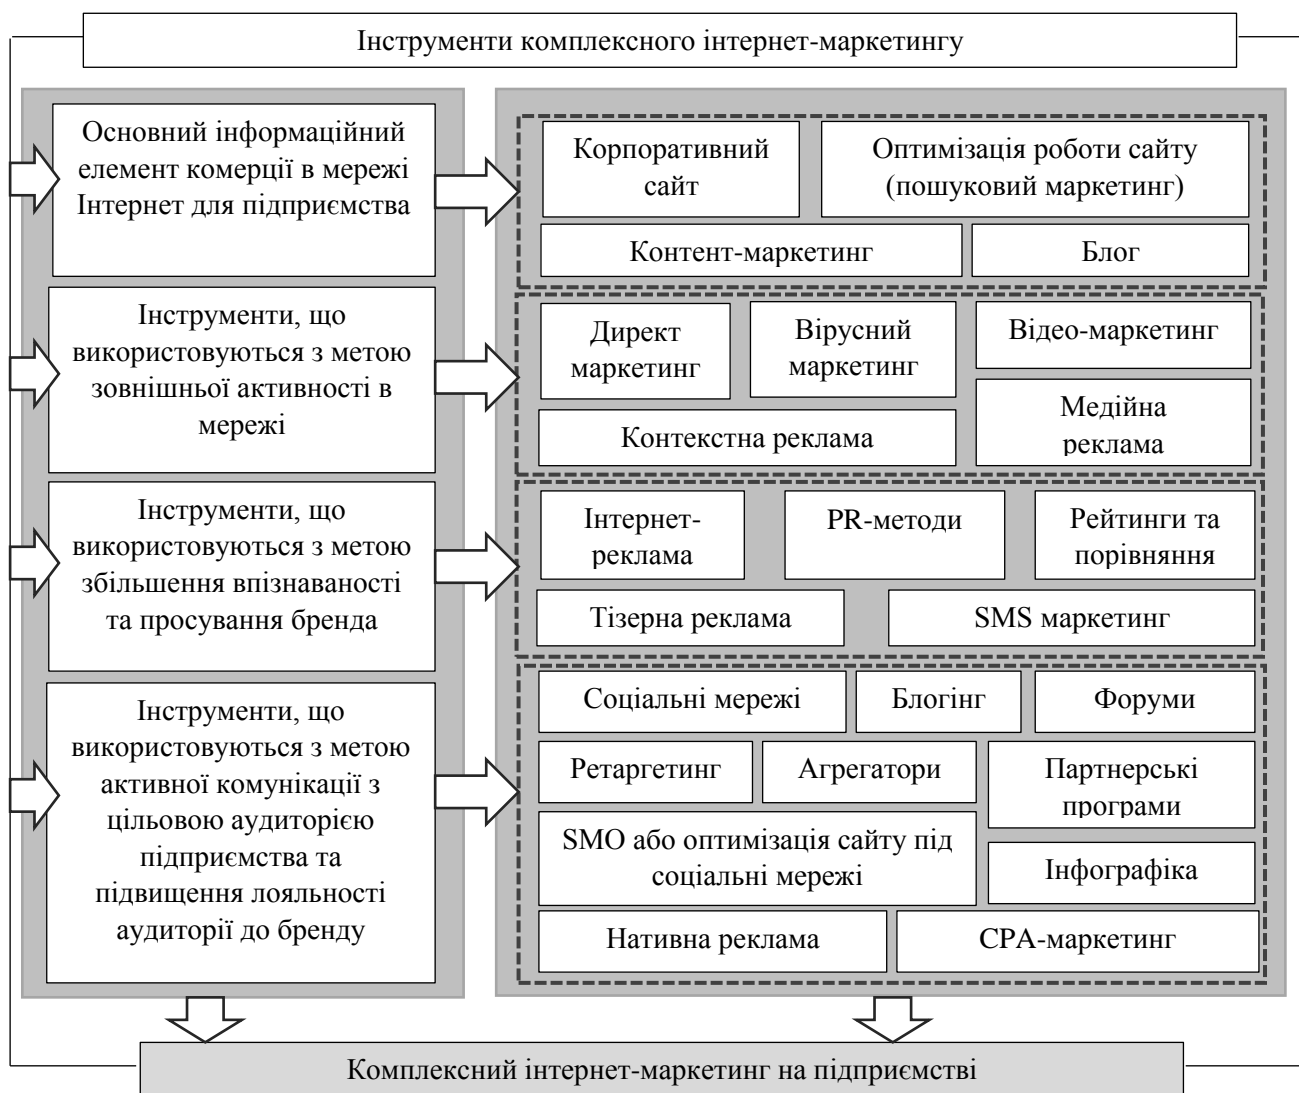 Інструменти комплексного інтернет-маркетингу
Основний інформаційний
елемент комерції в мережі
Інтернет для підприємства
Корпоративний
сайт
Оптимізація роботи сайту
(пошуковий маркетинг)
Контент-маркетинг
Блог
Інструменти, що
використовуються з метою
зовнішньої активності в
мережі
Директ
маркетинг
Вірусний
маркетинг
Відео-маркетинг
Контекстна реклама
Медійна
реклама
Інструменти, що
використовуються з метою
збільшення впізнаваності
та просування бренда
Інтернет-
реклама
PR-методи
Рейтинги та
порівняння
Тізерна реклама
SMS маркетинг
Інструменти, що
використовуються з метою
активної комунікації з
цільовою аудиторією
підприємства та
підвищення лояльності
аудиторії до бренду
Соціальні мережі
Блогінг
Форуми
Ретаргетинг
Агрегатори
Партнерські
програми
SMO або оптимізація сайту під
соціальні мережі
Інфографіка
Нативна реклама
CPA-маркетинг
Комплексний інтернет-маркетинг на підприємстві